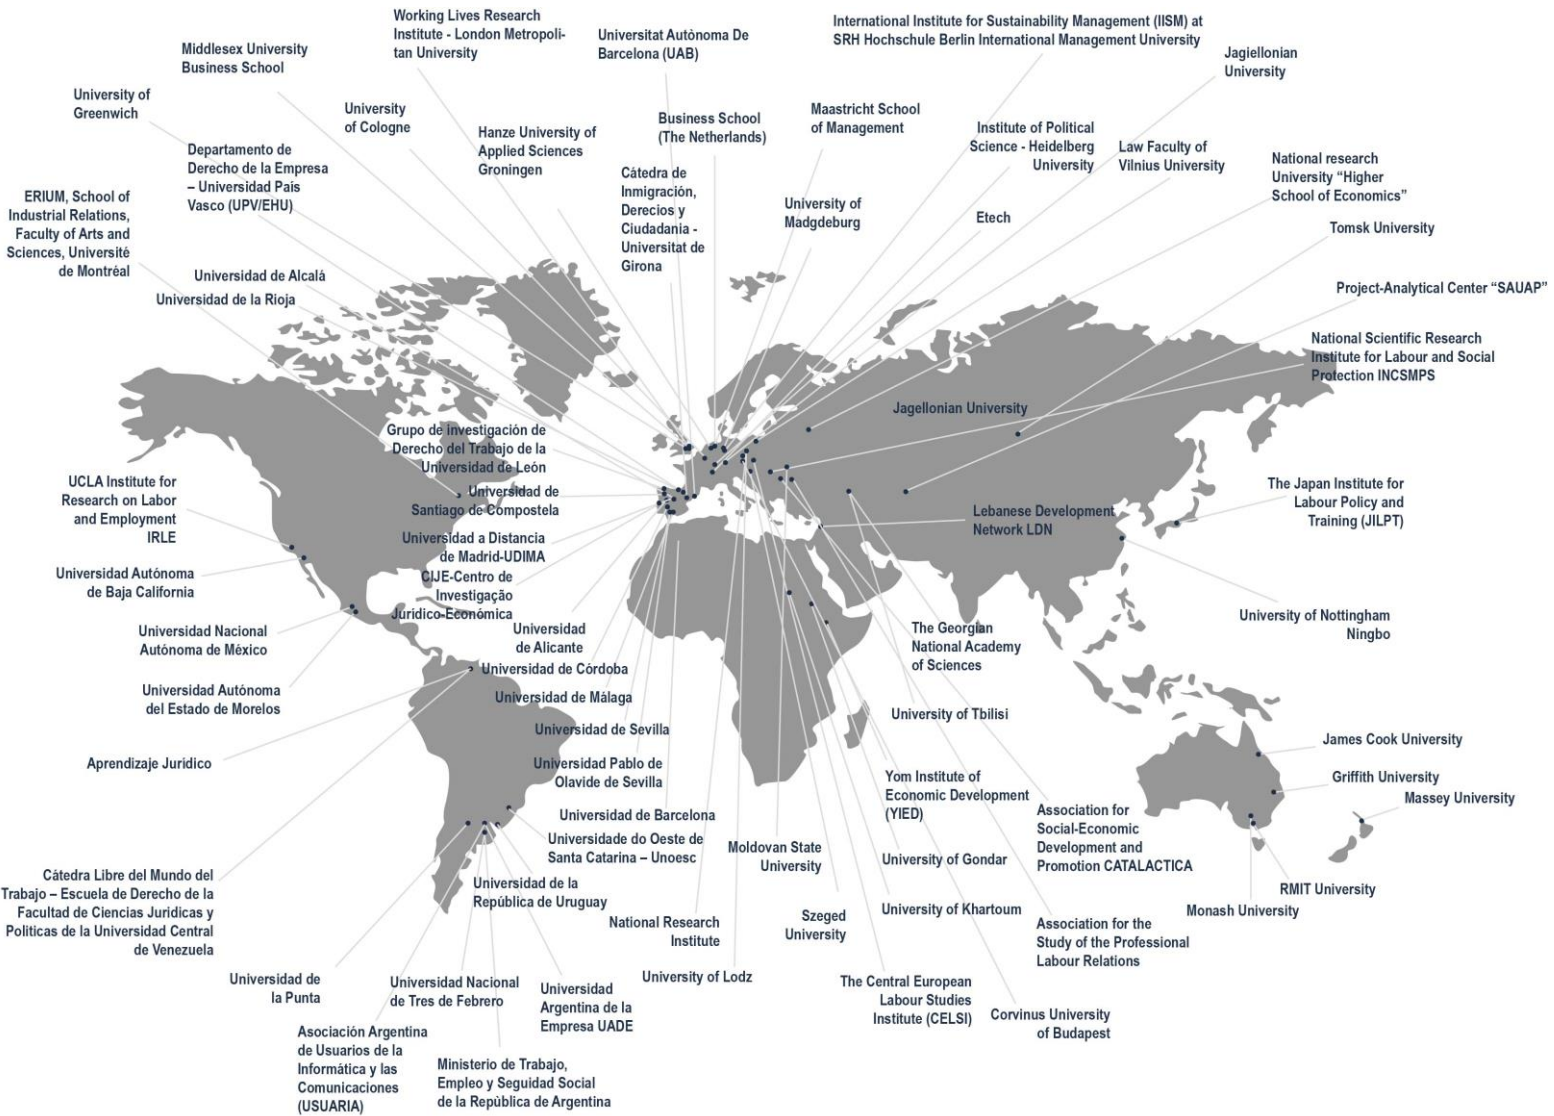 Working Lives Research
Institute - London Metropoli-
tan University
Universitat Autònoma De
Barcelona (UAB)
International Institute for Sustainability Management (IISM) at
SRH Hochschule Berlin International Management University
Middlesex University
Business School
Jagiellonian
University
University of
Greenwich
University
of Cologne
Hanze University of
Applied Sciences
Groningen
Business School
(The Netherlands)
Maastricht School
of Management
Institute of Political
Science - Heidelberg
University
Law Faculty of
Vilnius University
National research
University “Higher
School of Economics”
Departamento de
Derecho de la Empresa
– Universidad País
Vasco (UPV/EHU)
Cátedra de
Inmigración,
Derecios y
Ciudadania -
Universitat de
Girona
University of
Madgdeburg
Etech
Tomsk University
ERIUM, School of
Industrial Relations,
Faculty of Arts and
Sciences, Université
de Montréal
Universidad de Alcalá
Universidad de la Rioja
Project-Analytical Center “SAUAP”
National Scientific Research
Institute for Labour and Social
Protection INCSMPS
Jagellonian University
Grupo de investigación de
Derecho del Trabajo de la
Universidad de León
UCLA Institute for
Research on Labor
and Employment
IRLE
Universidad de
Santiago de Compostela
The Japan Institute for
Labour Policy and
Training (JILPT)
Lebanese Development
Network LDN
Universidad a Distancia
de Madrid-UDIMA
Universidad Autónoma
de Baja California
CIJE-Centro de
Investigação
Jurídico-Económica
Universidad Nacional
Autónoma de México
Universidad
de Alicante
The Georgian
National Academy
of Sciences
University of Nottingham
Ningbo
Universidad de Córdoba
Universidad Autónoma
del Estado de Morelos
Universidad de Málaga
University of Tbilisi
Universidad de Sevilla
James Cook University
Aprendizaje Juridico
Universidad Pablo de
Olavide de Sevilla
Griffith University
Massey University
Yom Institute of
Economic Development
(YIED)
Association for
Social-Economic
Development and
Promotion CATALACTICA
Universidad de Barcelona
Universidade do Oeste de
Santa Catarina – Unoesc
Moldovan State
University
University of Gondar
Cátedra Libre del Mundo del
Trabajo – Escuela de Derecho de la
Facultad de Ciencias Juridicas y
Politicas de la Universidad Central
de Venezuela
Universidad de la
República de Uruguay
RMIT University
Monash University
National Research
Institute
Szeged
University
University of Khartoum
Association for the
Study of the Professional
Labour Relations
University of Lodz
Universidad de
la Punta
Universidad Nacional
de Tres de Febrero
Universidad
Argentina de la
Empresa UADE
The Central European
Labour Studies
Institute (CELSI)
Corvinus University
of Budapest
Asociación Argentina
de Usuarios de la
Informática y las
Comunicaciones
(USUARIA)
Ministerio de Trabajo,
Empleo y Seguidad Social
de la Repùblica de Argentina